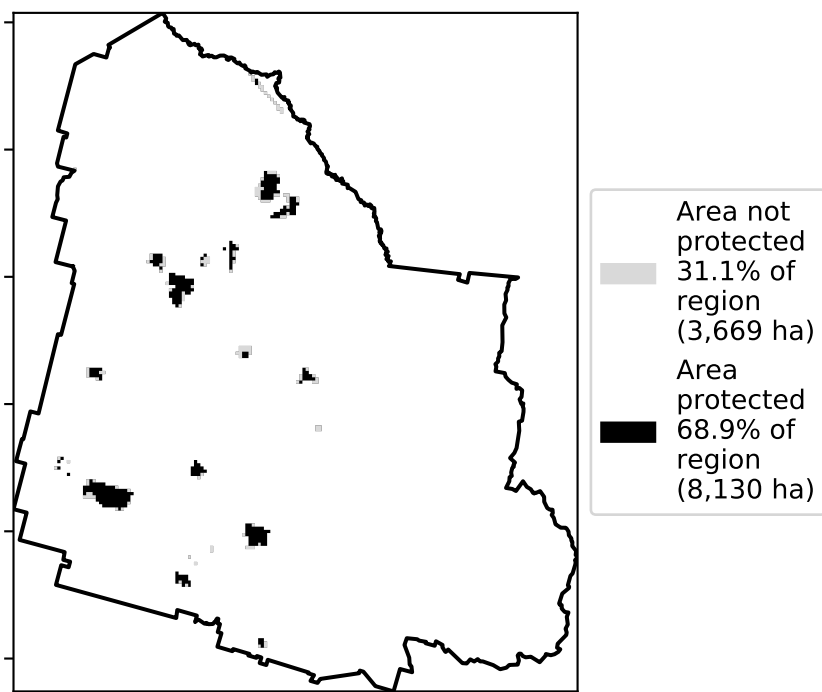 Area not
protected
31.1% of
region
(3,669 ha)
Area
protected
68.9% of
region
(8,130 ha)